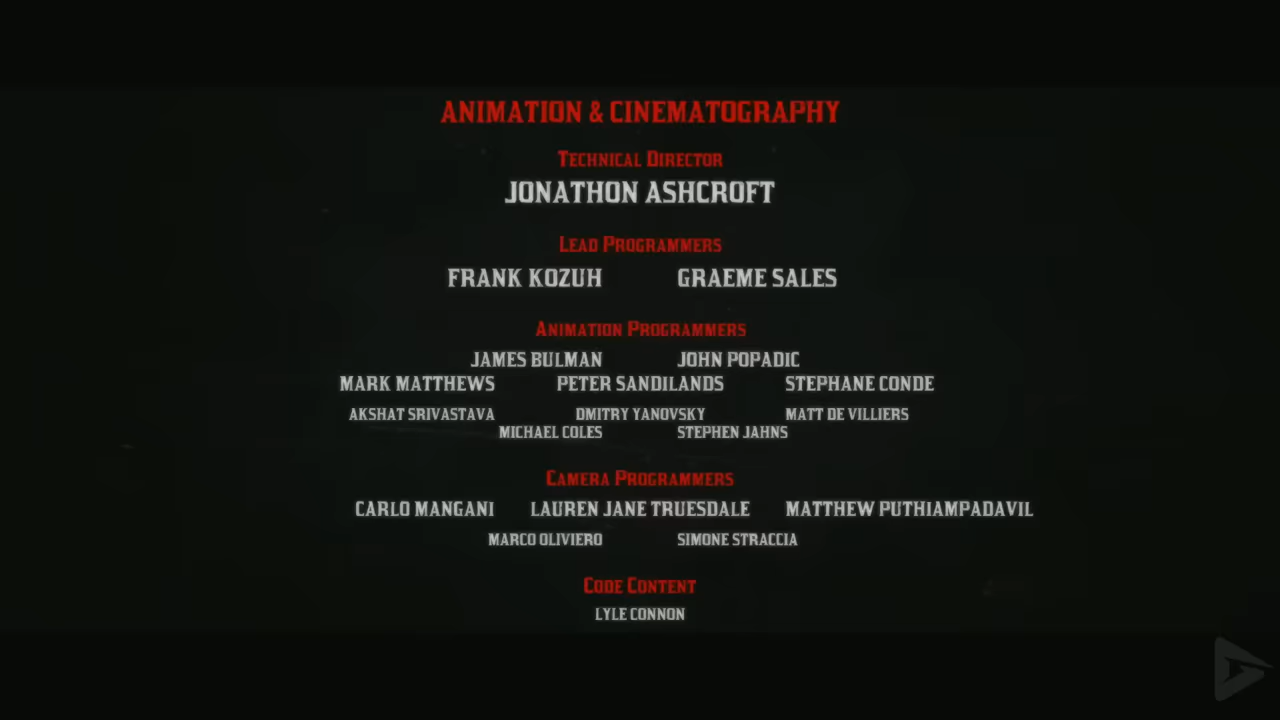 ANIMATION & CINEMATOGRAPHY
TECHNICAL DIRECTOR
JONATHON ASHCROFT
LEAD PROGRAMMERS
FRANK KOZUH GRAEME SALES
ANIMATION PROGRAMMERS
JAMES BULMAN JOHN POPADIC
MARK MATTHEWS PETER SANDILANDS STEPHANE CONDE
AKSHAT SRIVASTAVA DMITRY YANOVSKY MATT DE VILLIERS
MICHAEL COLES STEPHEN JAHNS
CAMERA PROGRAMMERS
CARLO MANGANI LAUREN JANE TRUESDALE MATTHEW PUTHIAMPADAVIL
MARCO OLIVIERO SIMONE STRACCIA
CODE CONTENT
LYLE CONNON